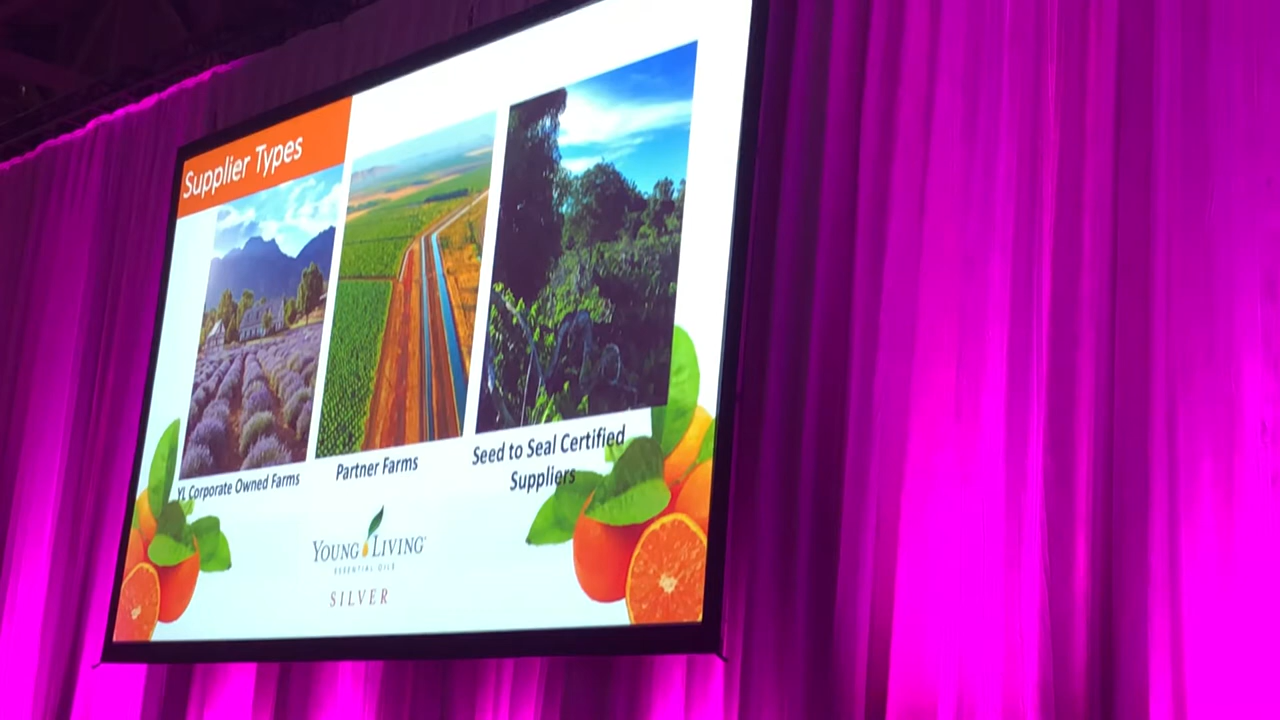 Supplier Types
YL Corporate Owned Farms
Partner Farms
Seed to Seal Certified
Suppliers
YOUNG LIVING
ESSENTIAL OILS
SILVER